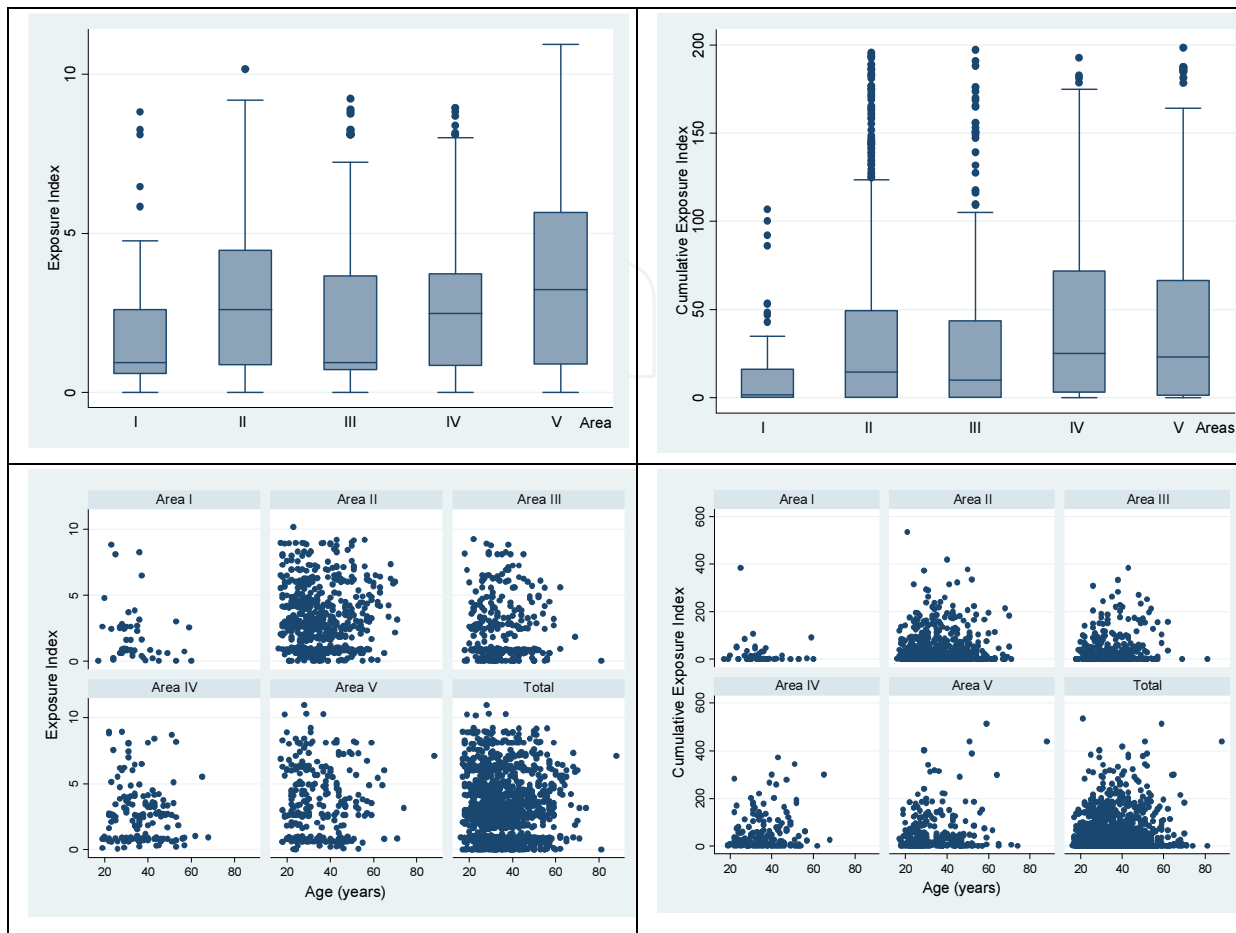 Exposure Index
10
5
0
I II III IV V Area
Cumulative Exposure Index
200
150
100
50
0
I II III IV V Areas
Exposure Index
Area I Area II Area III
10
5
0
Area IV Area V Total
10
5
0
20 40 60 80 20 40 60 80 20 40 60 80
Age (years)
Cumulative Exposure Index
Area I Area II Area III
600
400
200
0
Area IV Area V Total
600
400
200
0
20 40 60 80 20 40 60 80 20 40 60 80
Age (years)